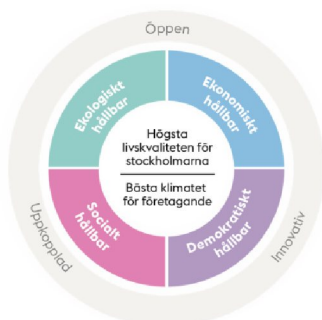 Öppen
Ekologiskt
hållbar
Ekonomiskt
hållbar
Högsta
livskvaliteten för
stockholmarna
Bästa klimatet
för företagande
Socialt
hållbar
Demokratiskt
hållbar
Uppkopplad
Innovativ